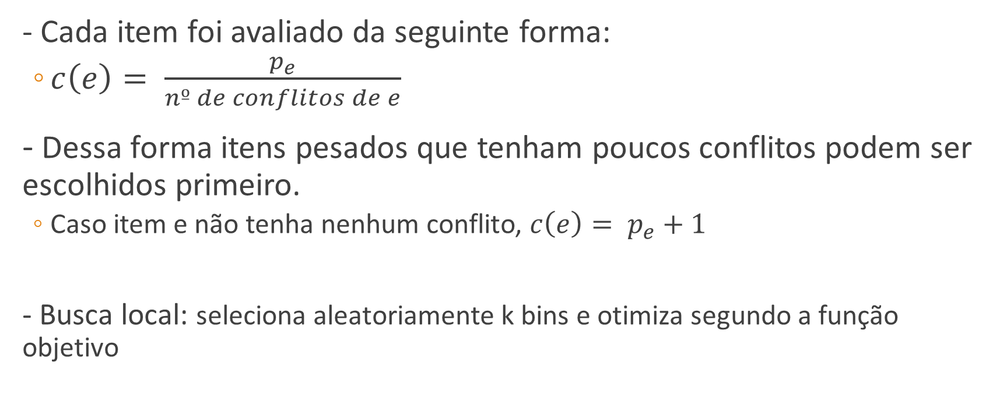 - Cada item foi avaliado da seguinte forma:
◦ c(e) = p_e / nº de conflitos de e
- Dessa forma itens pesados que tenham poucos conflitos podem ser
escolhidos primeiro.
◦ Caso item e não tenha nenhum conflito, c(e) = p_e + 1
- Busca local: seleciona aleatoriamente k bins e otimiza segundo a função
objetivo